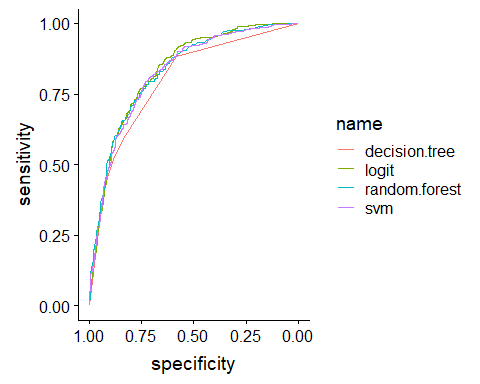 1.00
0.75
0.50
0.25
0.00
sensitivity
1.00 0.75 0.50 0.25 0.00
specificity
name
decision.tree
logit
random.forest
svm